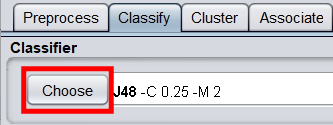 Preprocess Classify Cluster Associate
Classifier
Choose J48 -C 0.25 -M 2